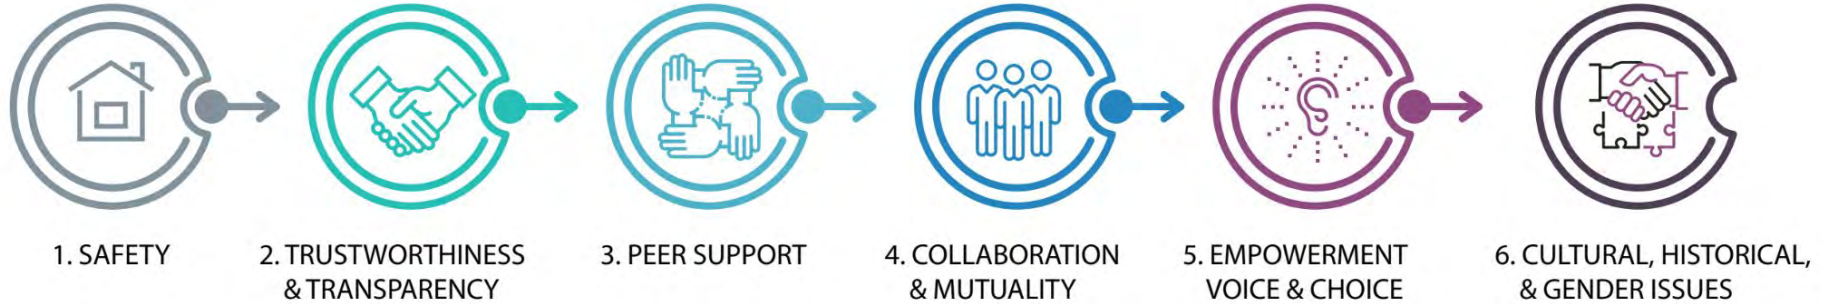 1. SAFETY
2. TRUSTWORTHINESS
& TRANSPARENCY
3. PEER SUPPORT
4. COLLABORATION
& MUTUALITY
5. EMPOWERMENT
VOICE & CHOICE
6. CULTURAL, HISTORICAL,
& GENDER ISSUES